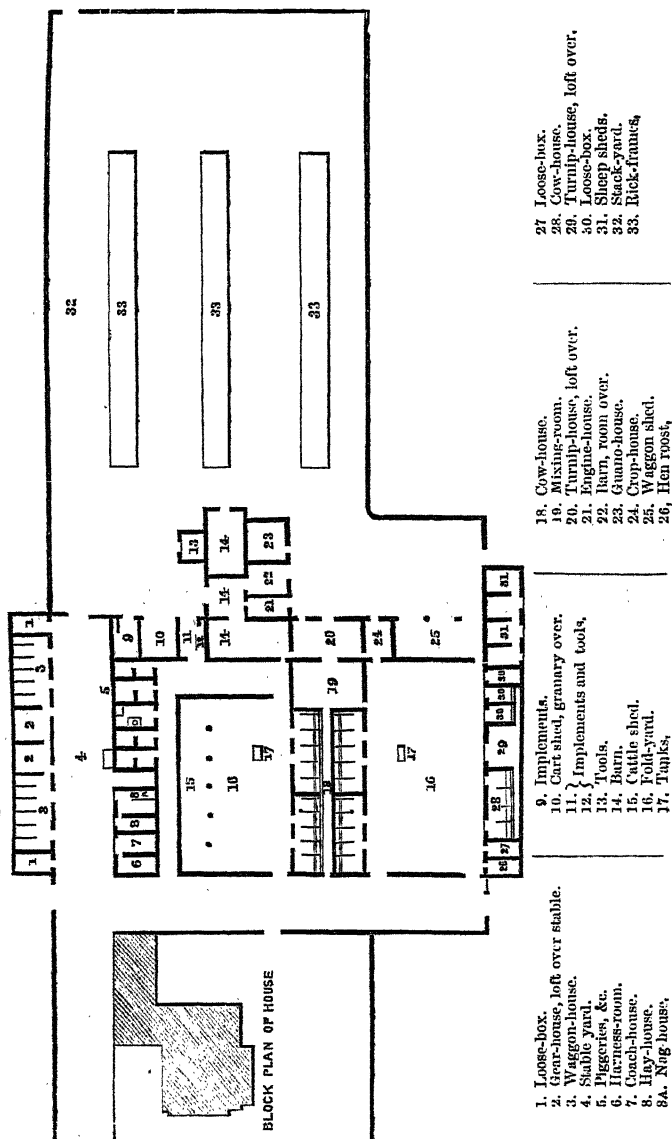 1 3 2 2 3 1
4 32
5
6 7 8 8A 5 9 33
10
11
12
15 13
16 14 14 14 33
17 21 22 23
BLOCK PLAN OF HOUSE
18 19 20 33
24
17
16 25
26 27 28 29 30 30 30 31 31
1. Loose-box.
2. Gear-house, loft over stable.
3. Waggon-house.
4. Stable yard.
5. Piggeries, &c.
6. Harness-room.
7. Coach-house.
8. Hay-house.
8A. Nag-house,
9. Implements.
10. Cart shed, granary over.
11. } Implements and tools,
12.
13. Tools.
14. Barn.
15. Cattle shed.
16. Fold-yard.
17. Tanks,
18. Cow-house.
19. Mixing-room.
20. Turnip-house, loft over.
21. Engine-house.
22. Barn, room over.
23. Guano-house.
24. Crop-house.
25. Waggon shed.
26, Hen roost,
27 Loose-box.
28. Cow-house.
29. Turnip-house, loft over.
30. Loose-box.
31. Sheep sheds.
32. Stack-yard.
33. Rick-frames,